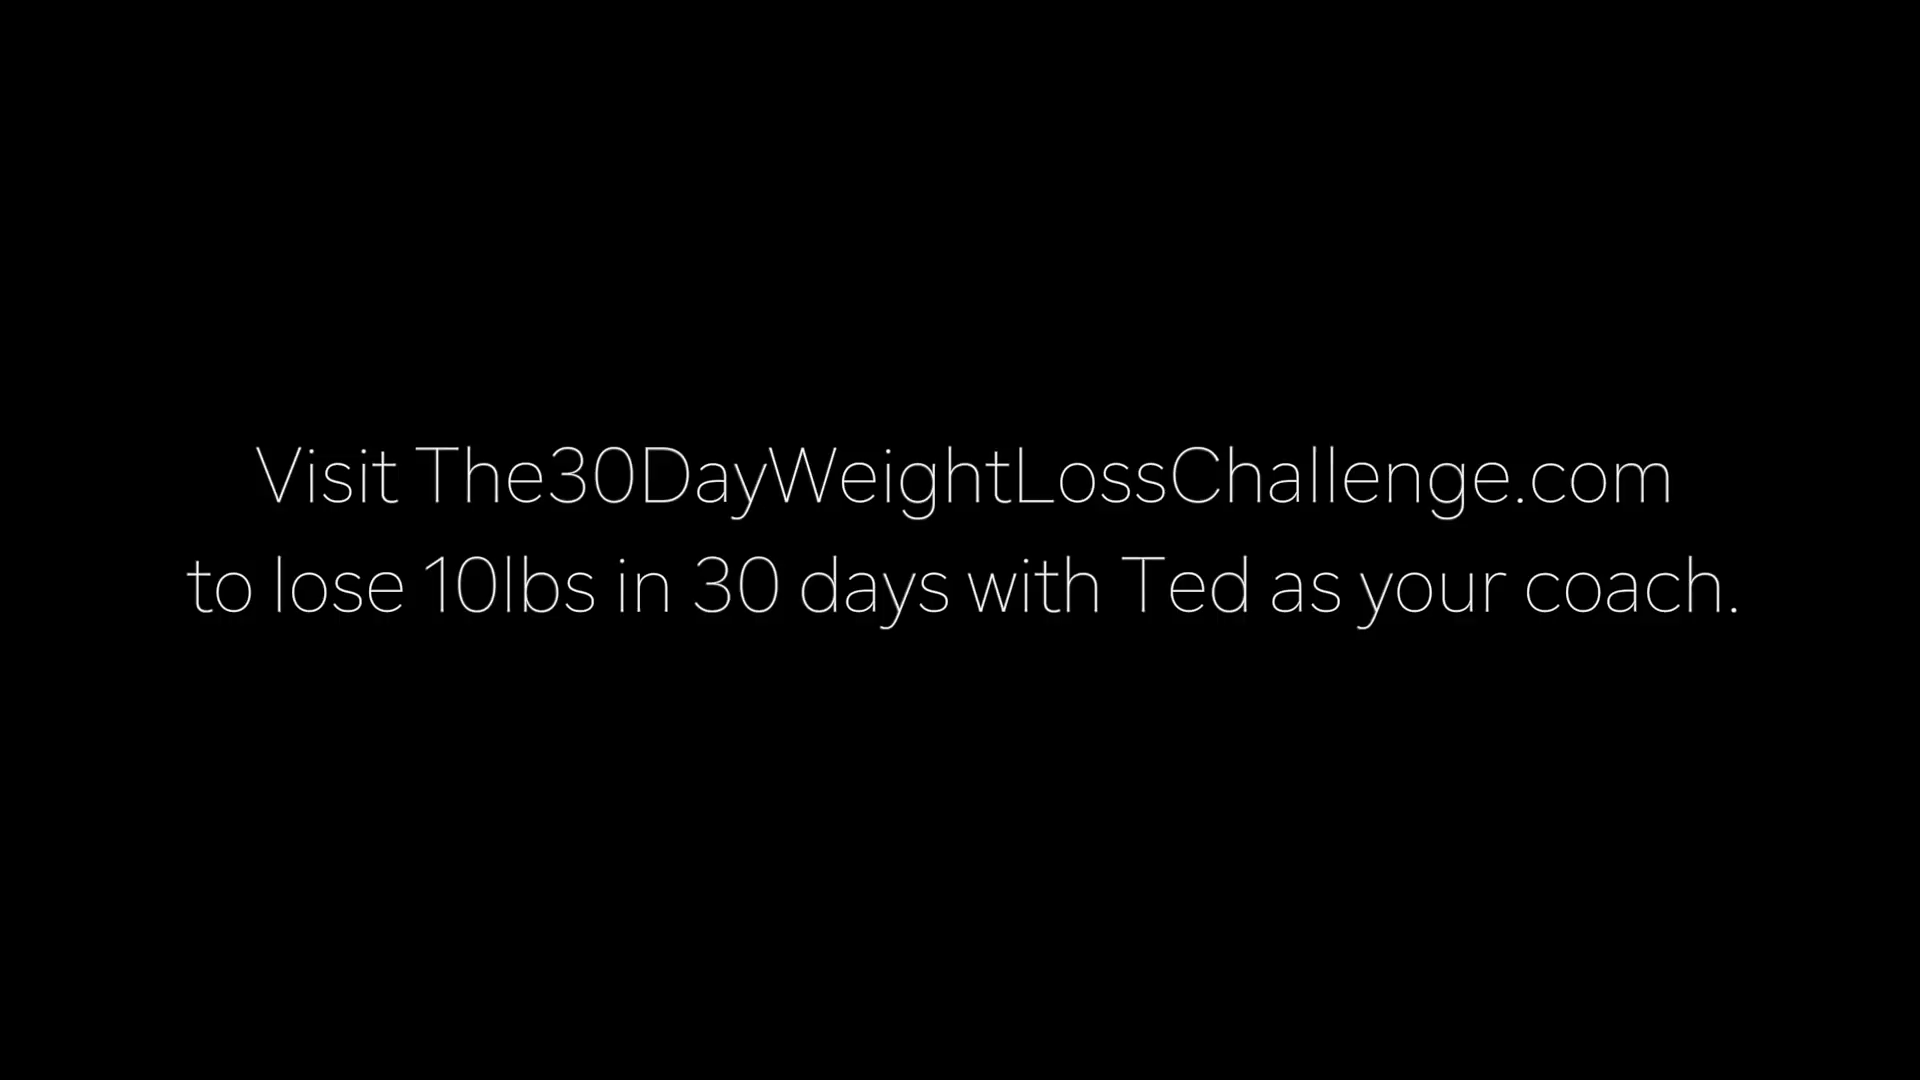 Visit The30DayWeightLossChallenge.com
to lose 10lbs in 30 days with Ted as your coach.